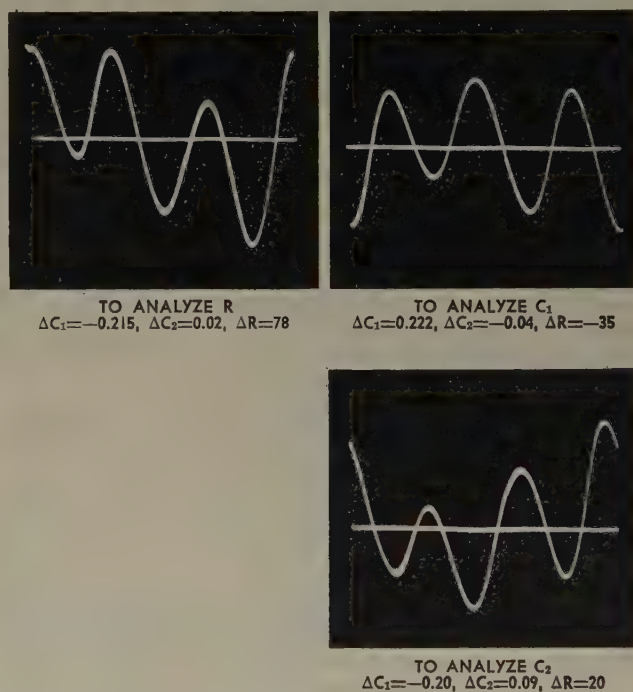 TO ANALYZE R
ΔC₁=−0.215, ΔC₂=0.02, ΔR=78
TO ANALYZE C₁
ΔC₁=0.222, ΔC₂=−0.04, ΔR=−35
TO ANALYZE C₂
ΔC₁=−0.20, ΔC₂=0.09, ΔR=20